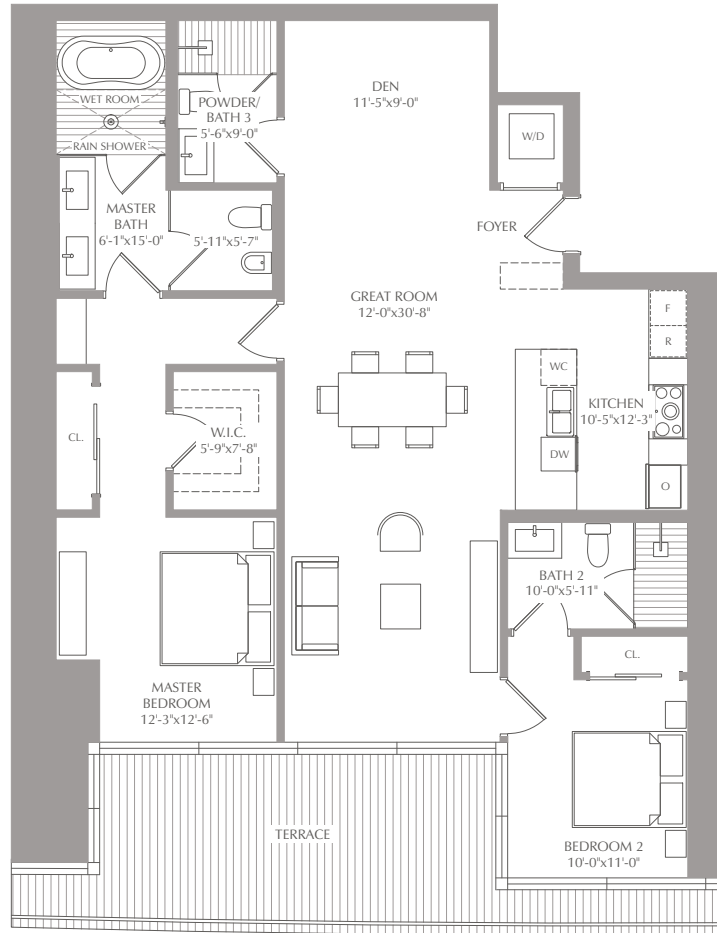 WET ROOM
RAIN SHOWER
POWDER/
BATH 3
5'-6"x9'-0"
DEN
11'-5"x9'-0"
W/D
MASTER
BATH
6'-1"x15'-0"
5'-11"x5'-7"
FOYER
GREAT ROOM
12'-0"x30'-8"
F
R
WC
KITCHEN
10'-5"x12'-3"
DW
O
CL.
W.I.C.
5'-9"x7'-8"
BATH 2
10'-0"x5'-11"
CL.
MASTER
BEDROOM
12'-3"x12'-6"
TERRACE
BEDROOM 2
10'-0"x11'-0"